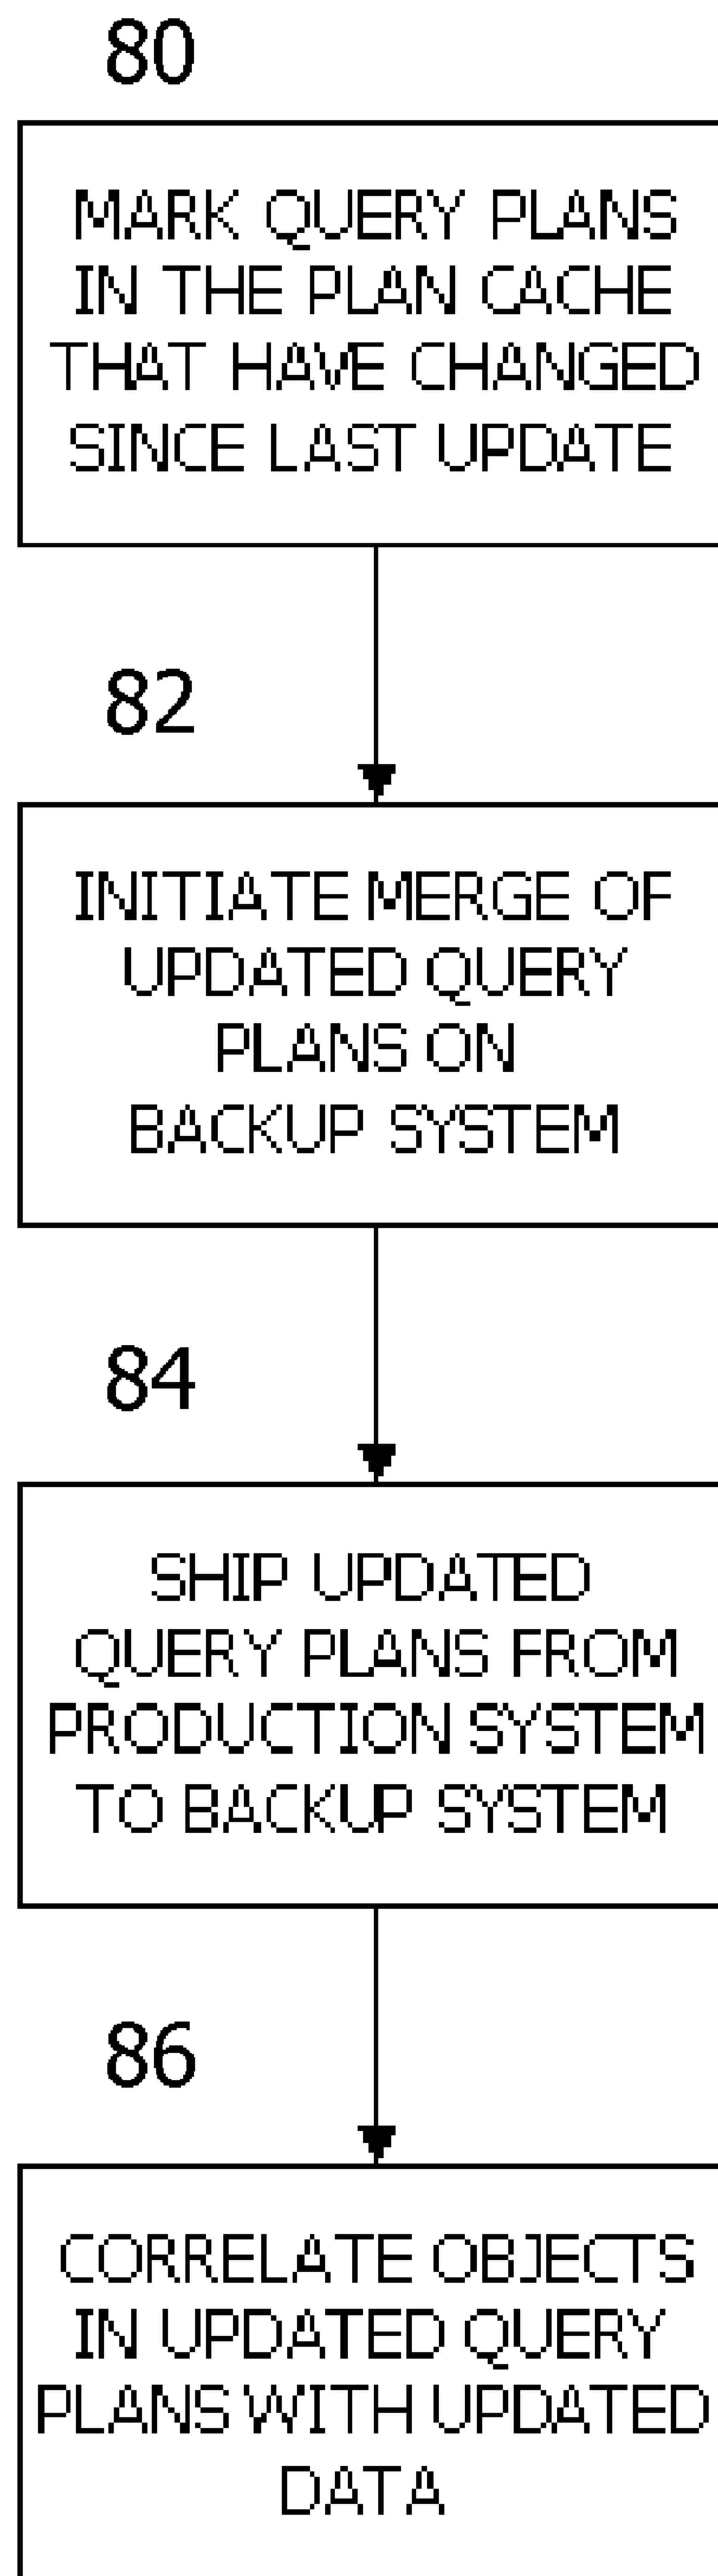 80
MARK QUERY PLANS
IN THE PLAN CACHE
THAT HAVE CHANGED
SINCE LAST UPDATE
82
INITIATE MERGE OF
UPDATED QUERY
PLANS ON
BACKUP SYSTEM
84
SHIP UPDATED
QUERY PLANS FROM
PRODUCTION SYSTEM
TO BACKUP SYSTEM
86
CORRELATE OBJECTS
IN UPDATED QUERY
PLANS WITH UPDATED
DATA